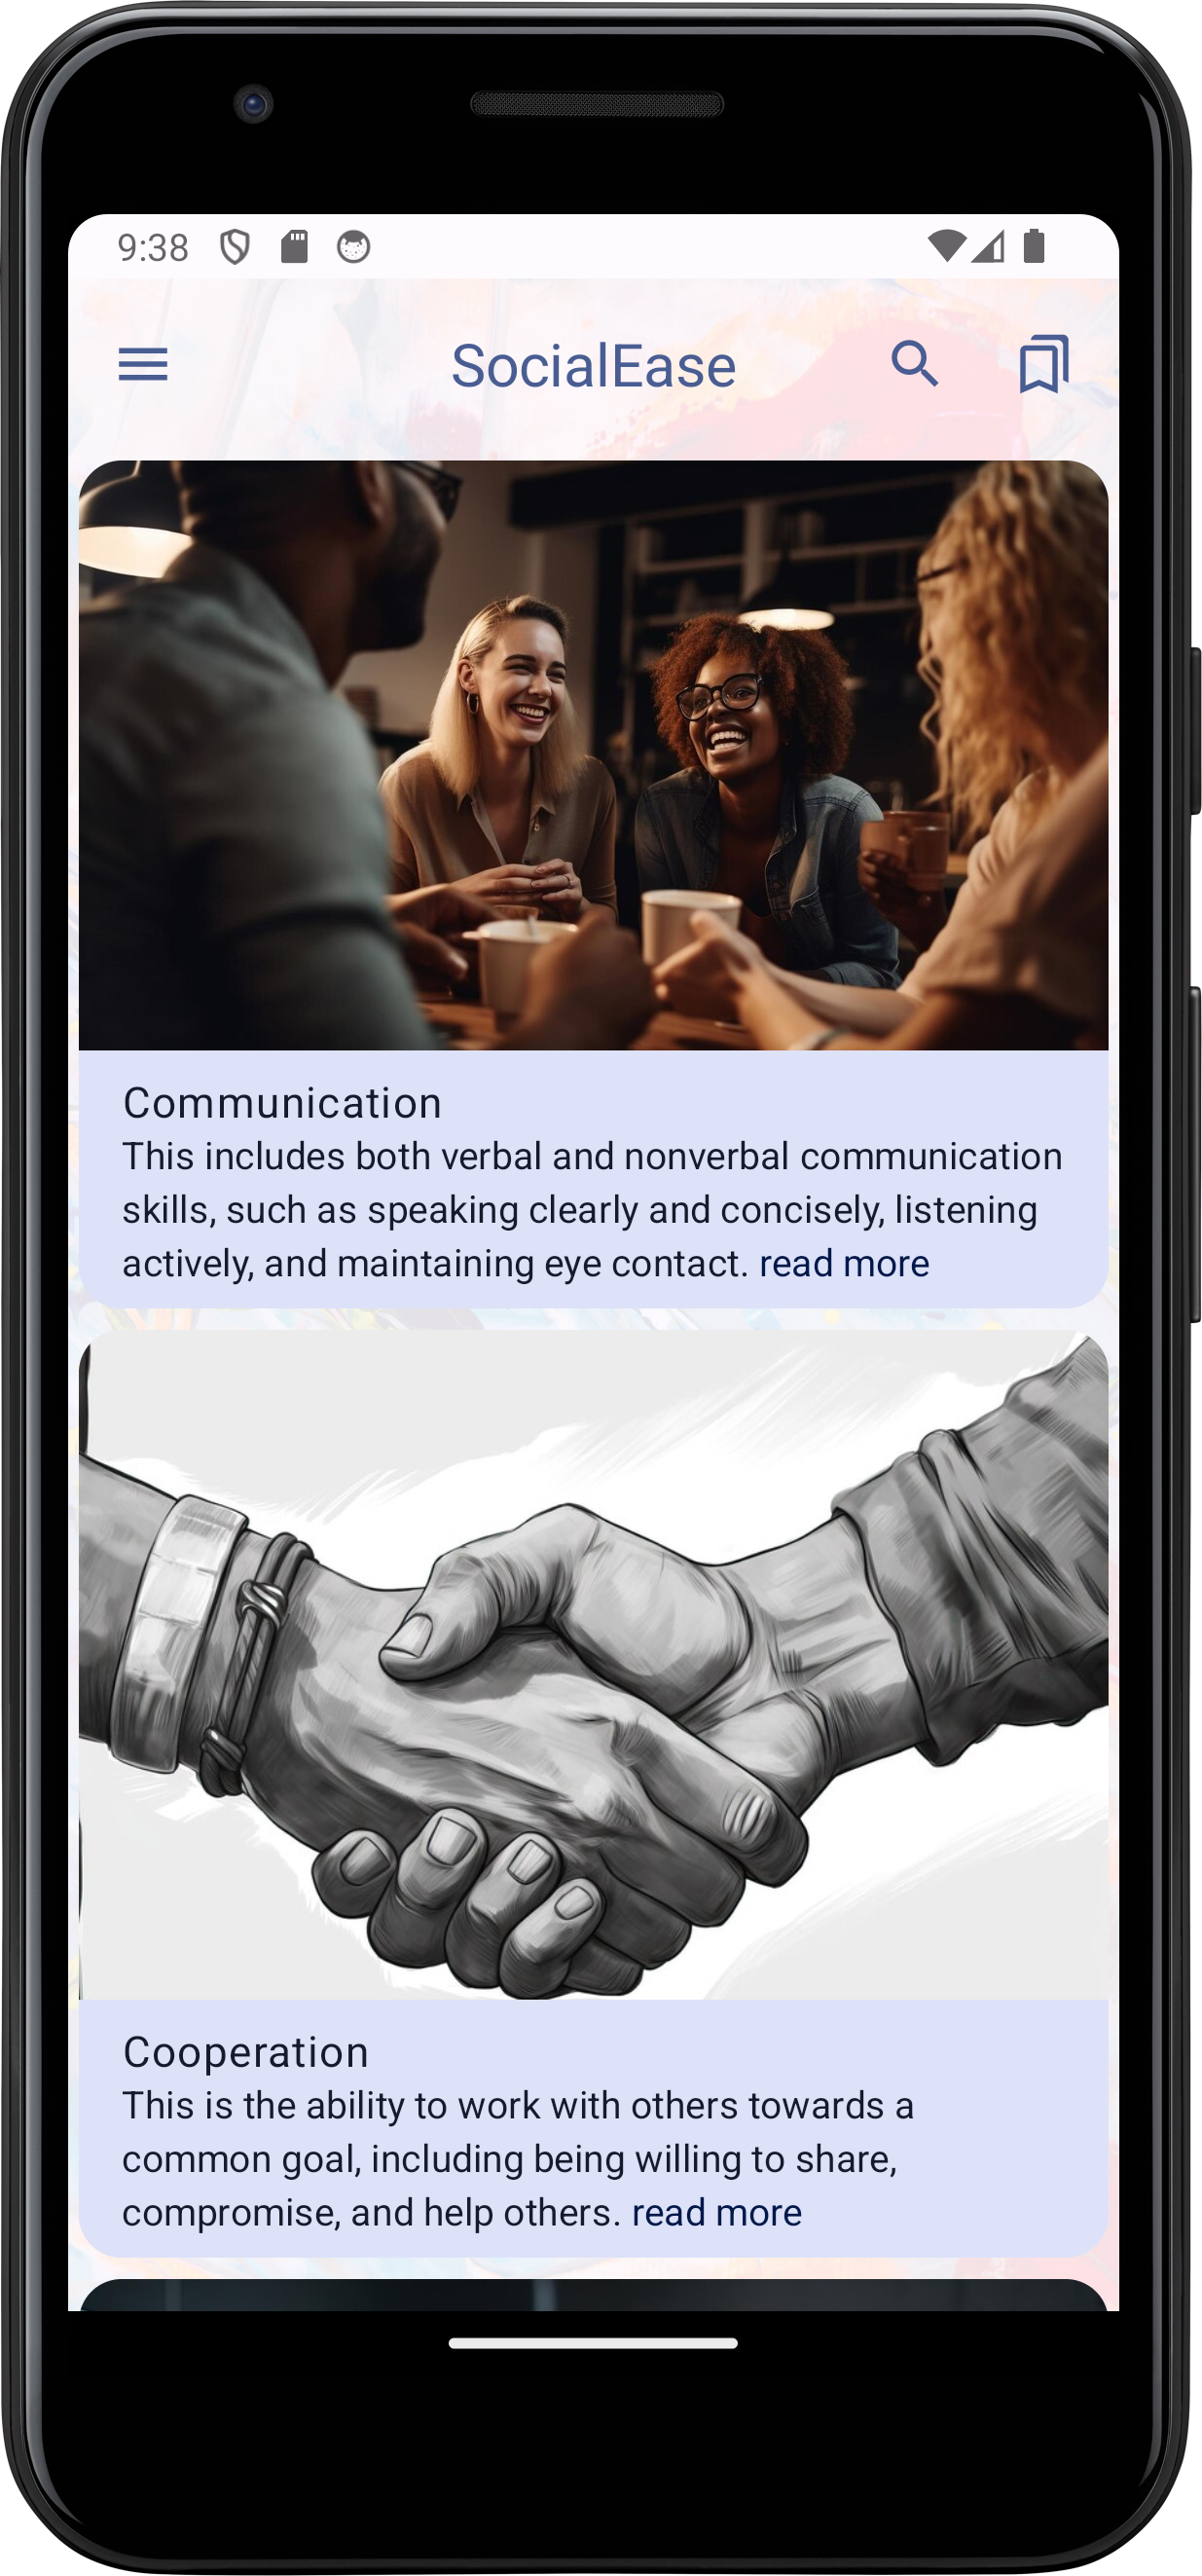 9:38
SocialEase
Communication
This includes both verbal and nonverbal communication
skills, such as speaking clearly and concisely, listening
actively, and maintaining eye contact. read more
Cooperation
This is the ability to work with others towards a
common goal, including being willing to share,
compromise, and help others. read more